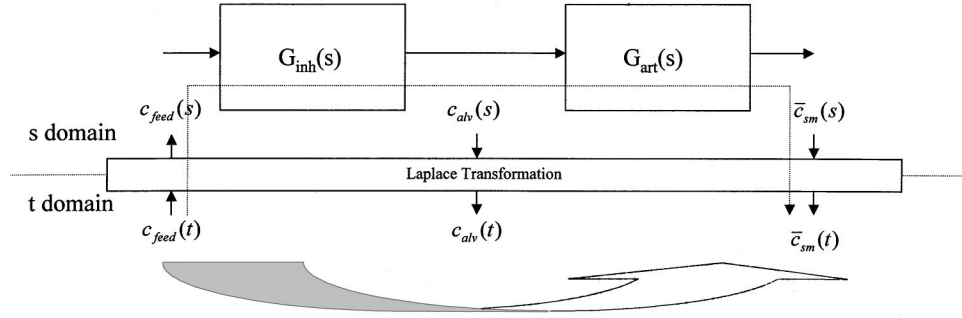 G_inh(s) G_art(s)
c_feed(s) c_alv(s) c̅_sm(s)
s domain
Laplace Transformation
t domain
c_feed(t) c_alv(t) c̅_sm(t)